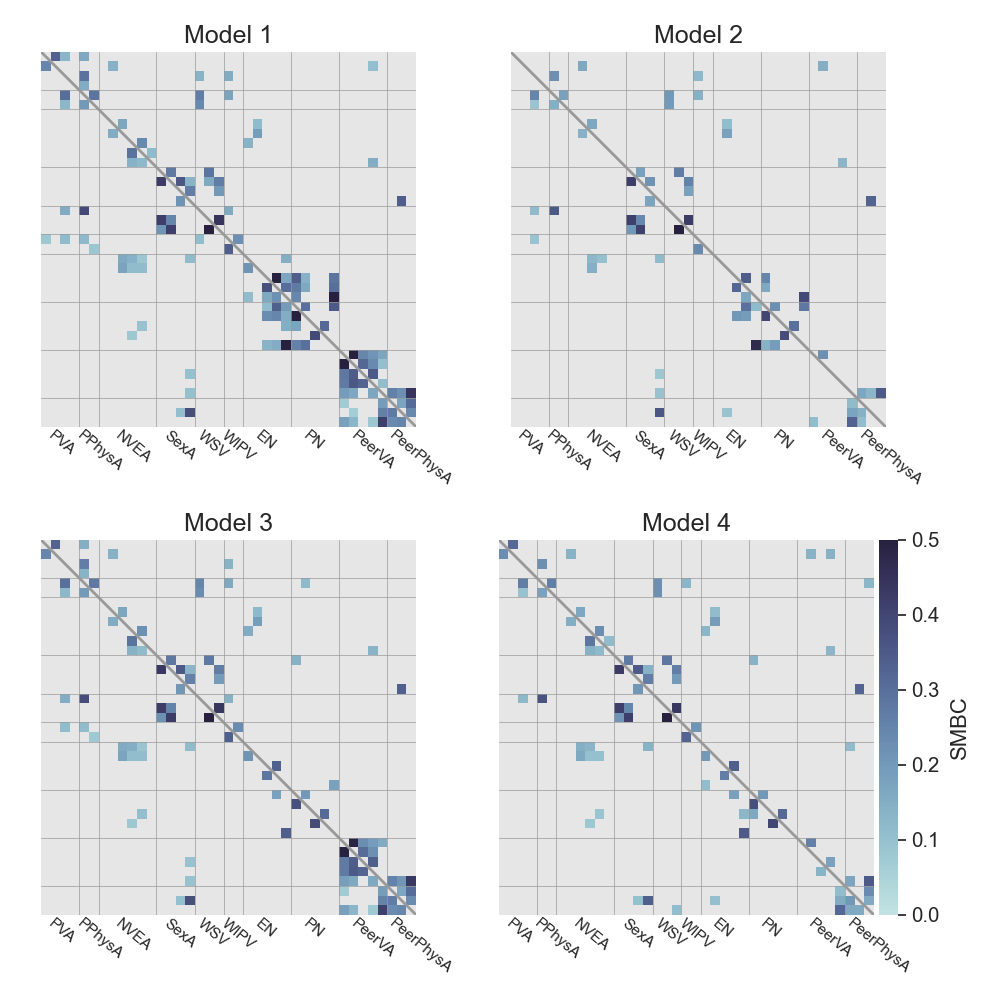 Model 1
Model 2
PVA
PPhysA
NVEA
SexA
WSV
WIPV
EN
PN
PeerVA
PeerPhysA
PVA
PPhysA
NVEA
SexA
WSV
WIPV
EN
PN
PeerVA
PeerPhysA
Model 3
Model 4
PVA
PPhysA
NVEA
SexA
WSV
WIPV
EN
PN
PeerVA
PeerPhysA
PVA
PPhysA
NVEA
SexA
WSV
WIPV
EN
PN
PeerVA
PeerPhysA
0.5
0.4
0.3
0.2
0.1
0.0
SMBC